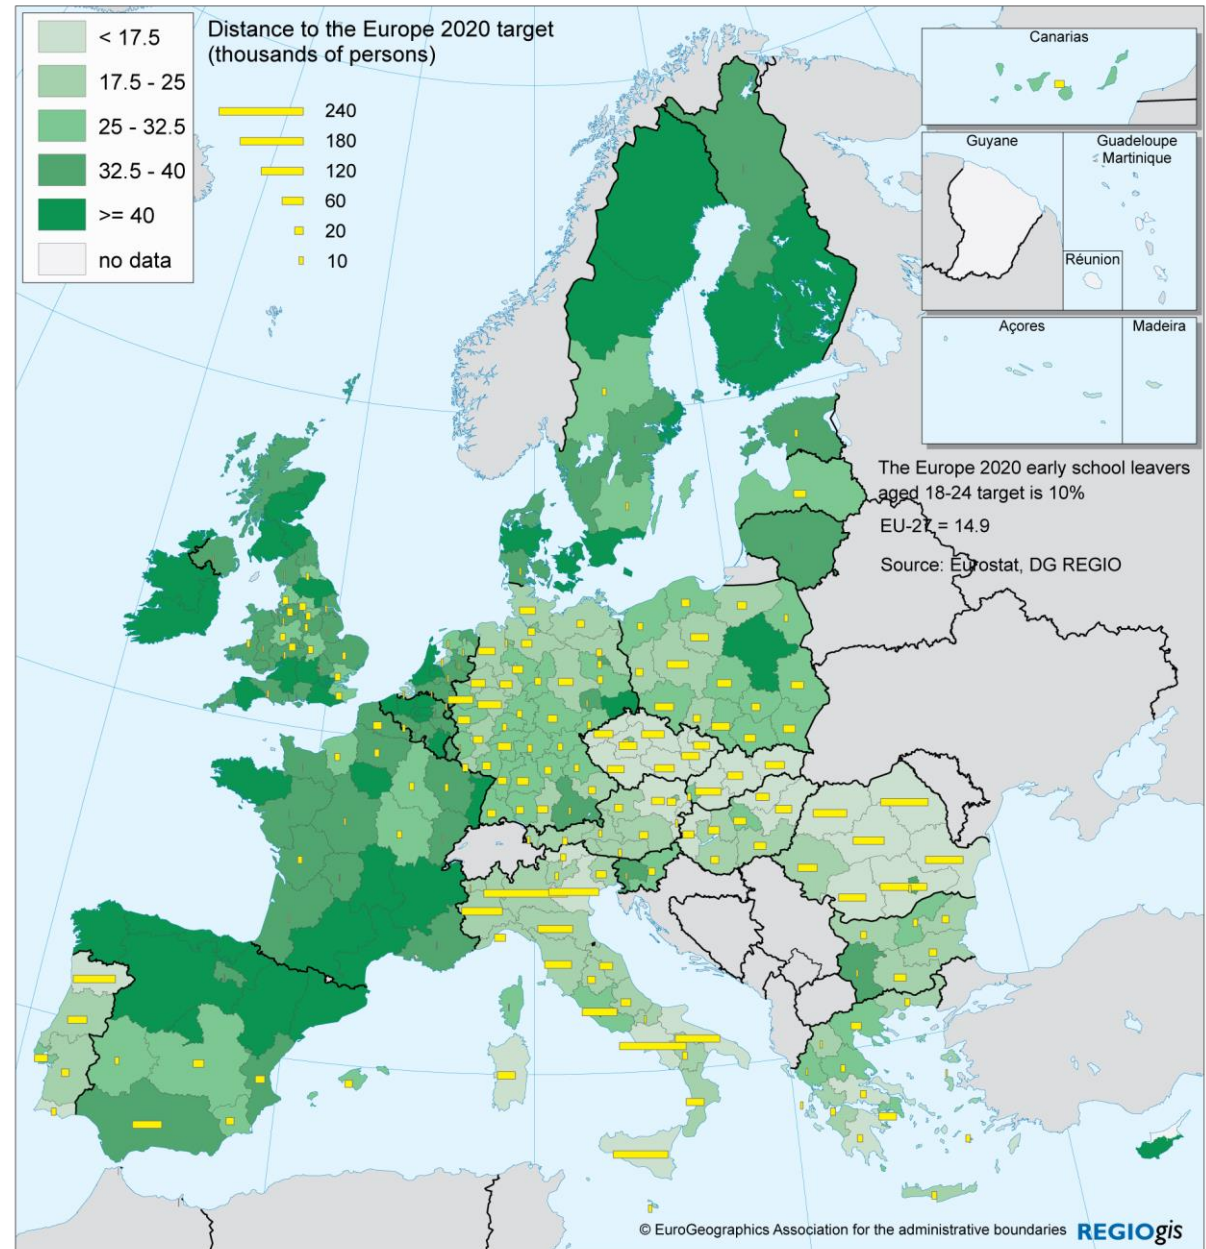 < 17.5
17.5 - 25
25 - 32.5
32.5 - 40
>= 40
no data
Distance to the Europe 2020 target
(thousands of persons)
240
180
120
60
20
10
Canarias
Guyane
Guadeloupe
Martinique
Réunion
Açores
Madeira
The Europe 2020 early school leavers
aged 18-24 target is 10%
EU-27 = 14.9
Source: Eurostat, DG REGIO
© EuroGeographics Association for the administrative boundaries REGIOgis